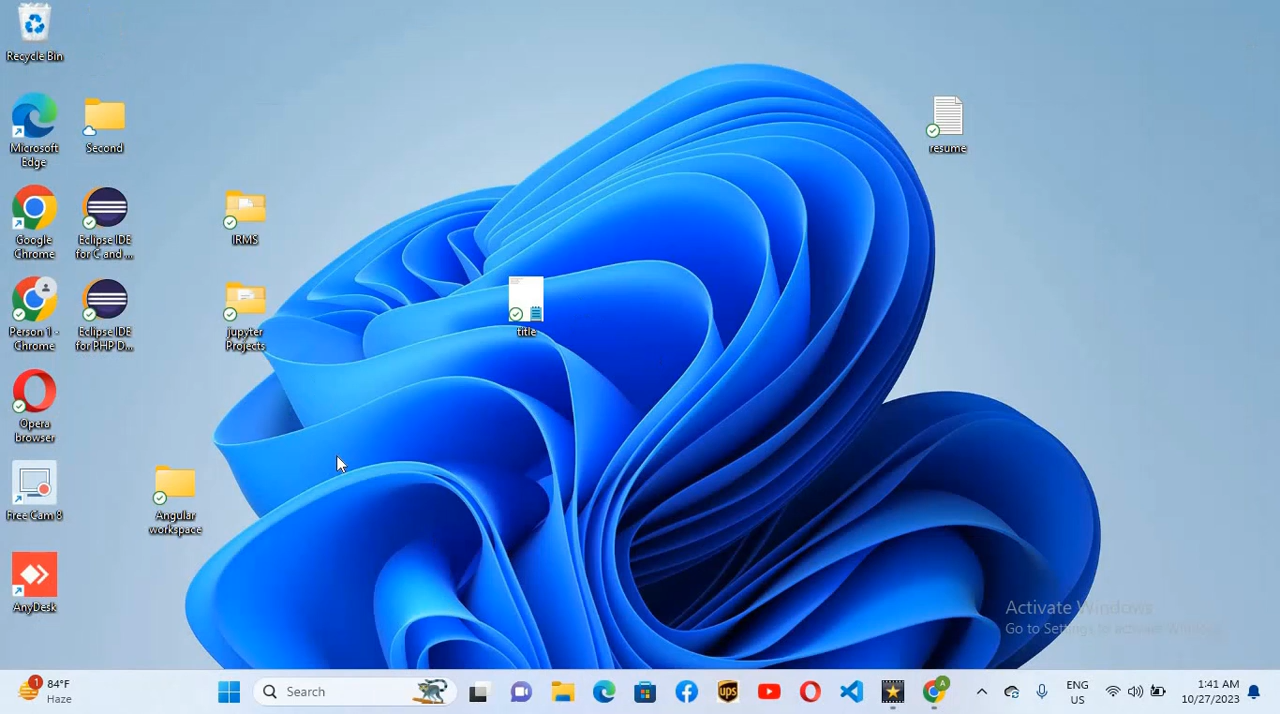 Recycle Bin
Microsoft
Edge
Second
resume
Google
Chrome
Eclipse IDE
for C and ...
IRMS
Person 1 -
Chrome
Eclipse IDE
for PHP D...
jupyter
Projects
title
Opera
browser
Free Cam 8
Angular
workspace
AnyDesk
Activate Windows
Go to Settings to activate Windows.
1
84°F
Haze
Search
ups
A
ENG
US
1:41 AM
10/27/2023